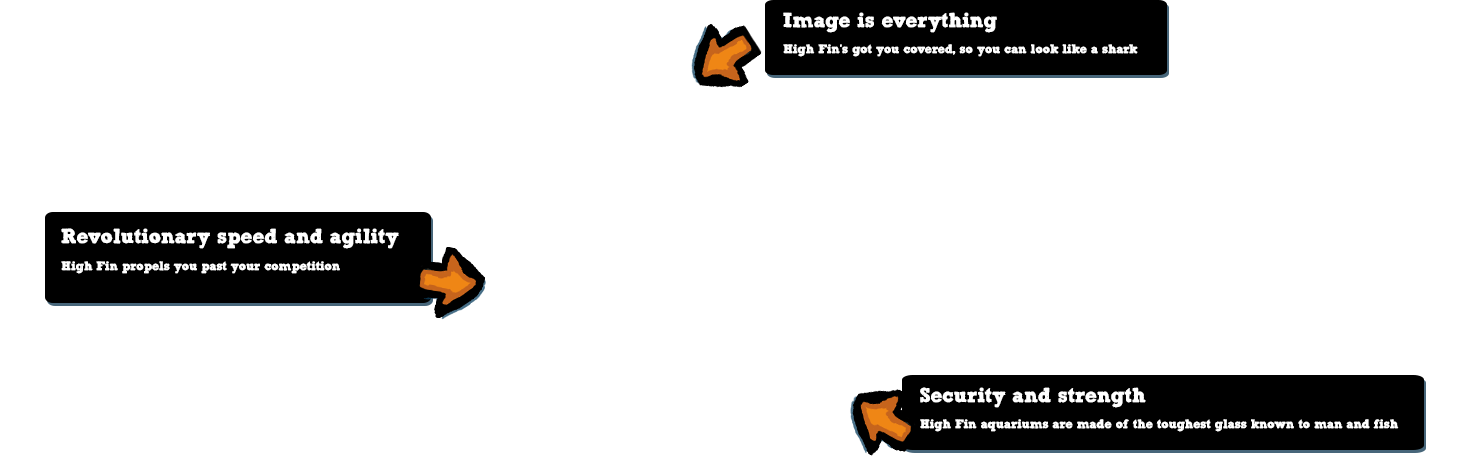 Image is everything
High Fin's got you covered, so you can look like a shark
Revolutionary speed and agility
High Fin propels you past your competition
Security and strength
High Fin aquariums are made of the toughest glass known to man and fish